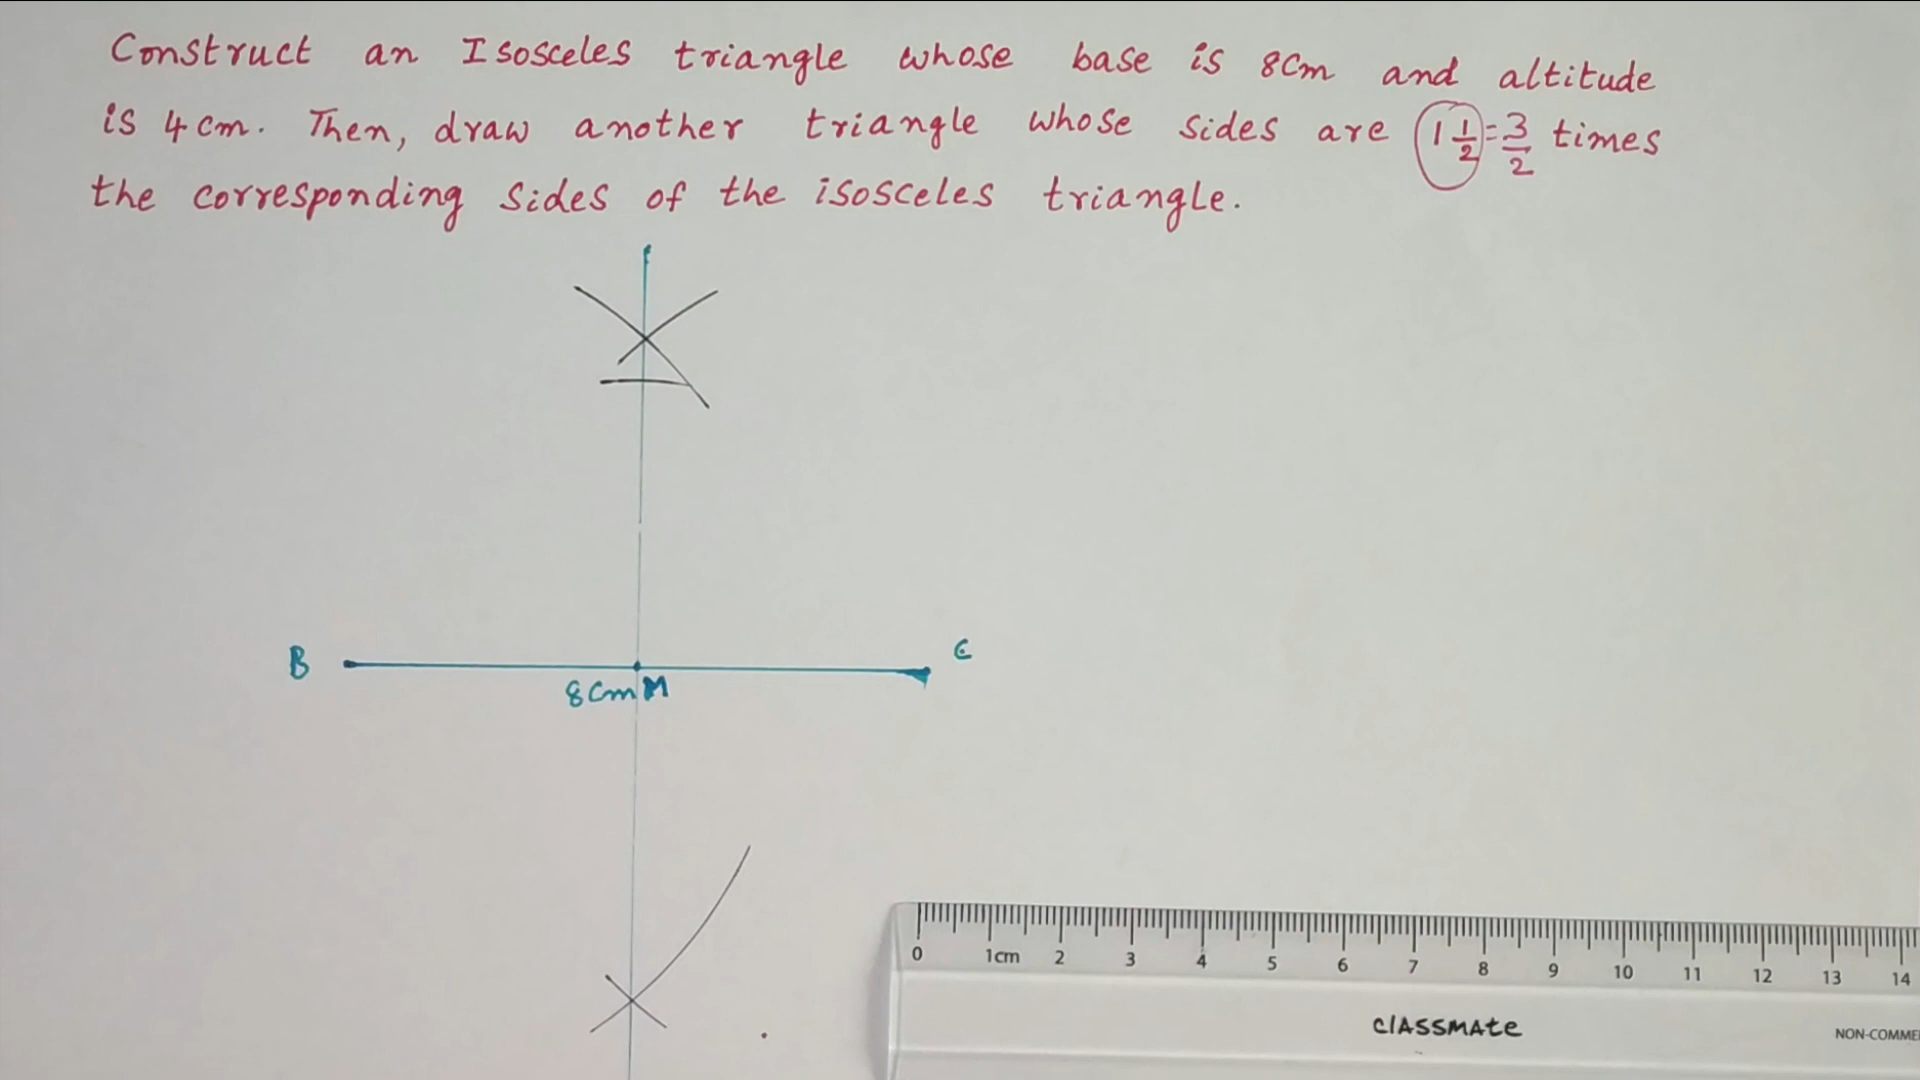 Construct an Isosceles triangle whose base is 8cm and altitude
is 4cm. Then, draw another triangle whose sides are 1 1/2 = 3/2 times
the corresponding sides of the isosceles triangle.
B
C
8cm M
0 1cm 2 3 4 5 6 7 8 9 10 11 12 13 14
classmate
NON-COMME